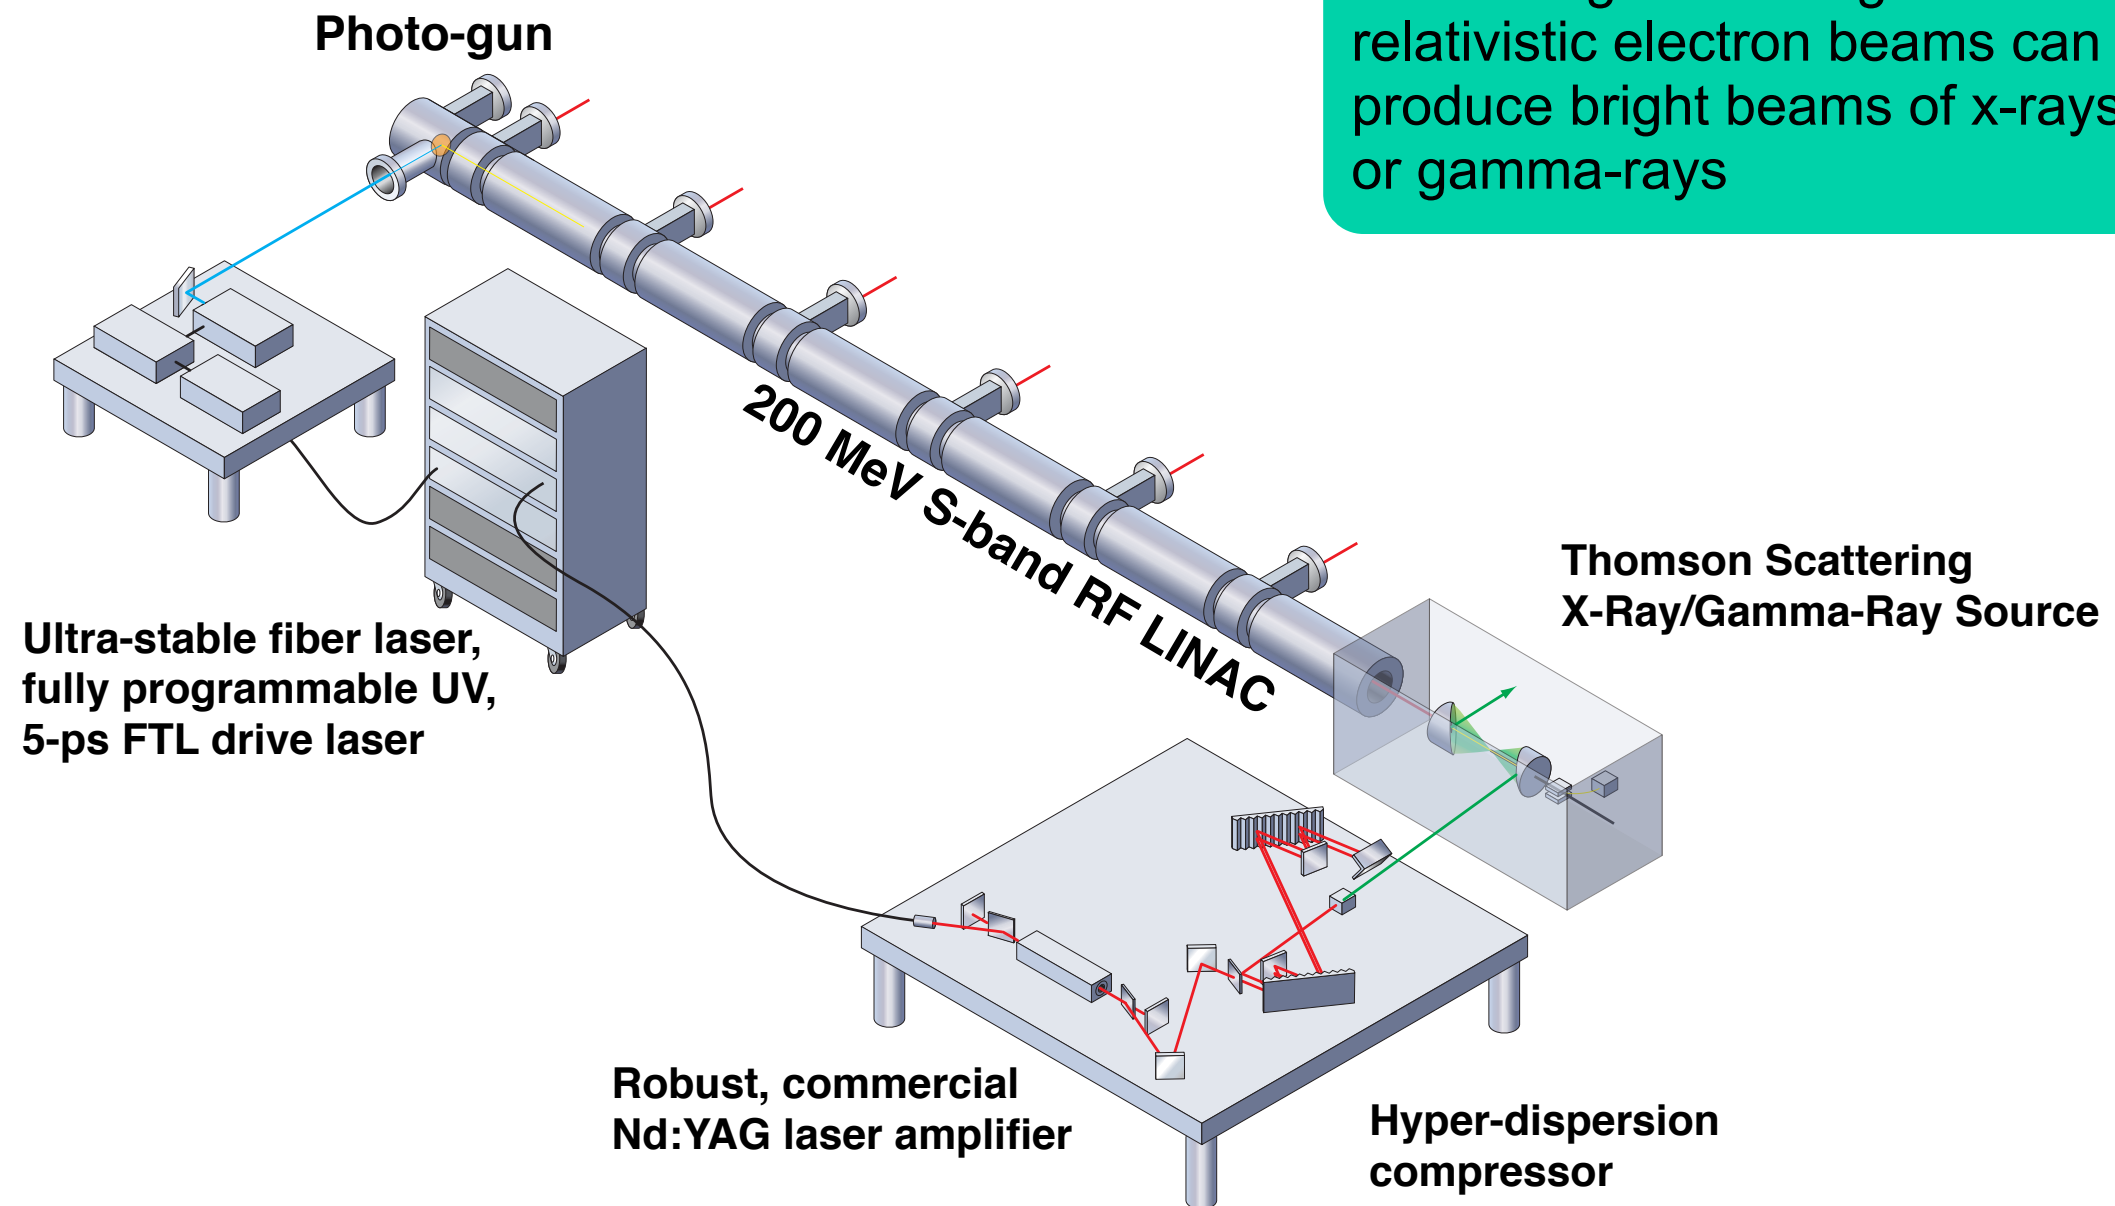 Photo-gun
relativistic electron beams can
produce bright beams of x-rays
or gamma-rays
200 MeV S-band RF LINAC
Thomson Scattering
X-Ray/Gamma-Ray Source
Ultra-stable fiber laser,
fully programmable UV,
5-ps FTL drive laser
Robust, commercial
Nd:YAG laser amplifier
Hyper-dispersion
compressor